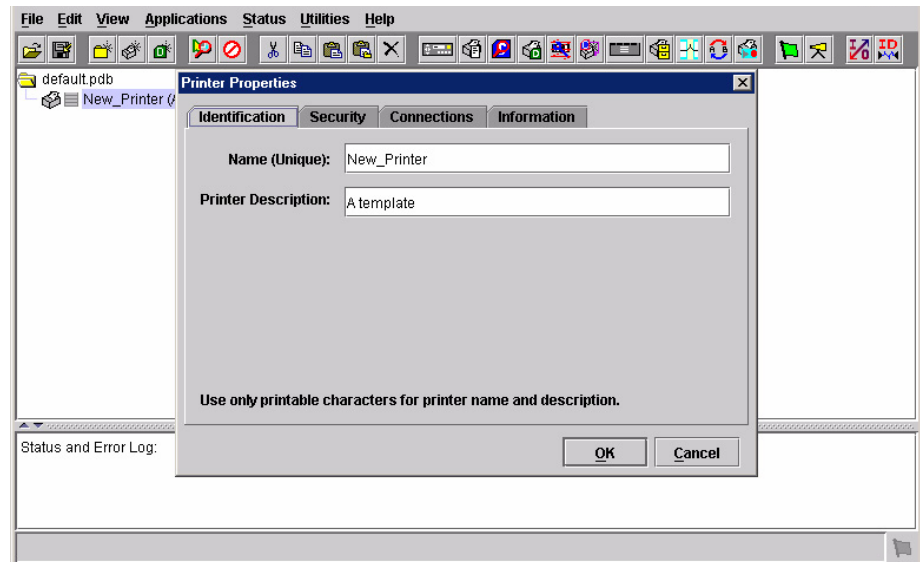 File Edit View Applications Status Utilities Help
default.pdb
New_Printer (A
Printer Properties
Identification Security Connections Information
Name (Unique): New_Printer
Printer Description: A template
Use only printable characters for printer name and description.
OK Cancel
Status and Error Log: